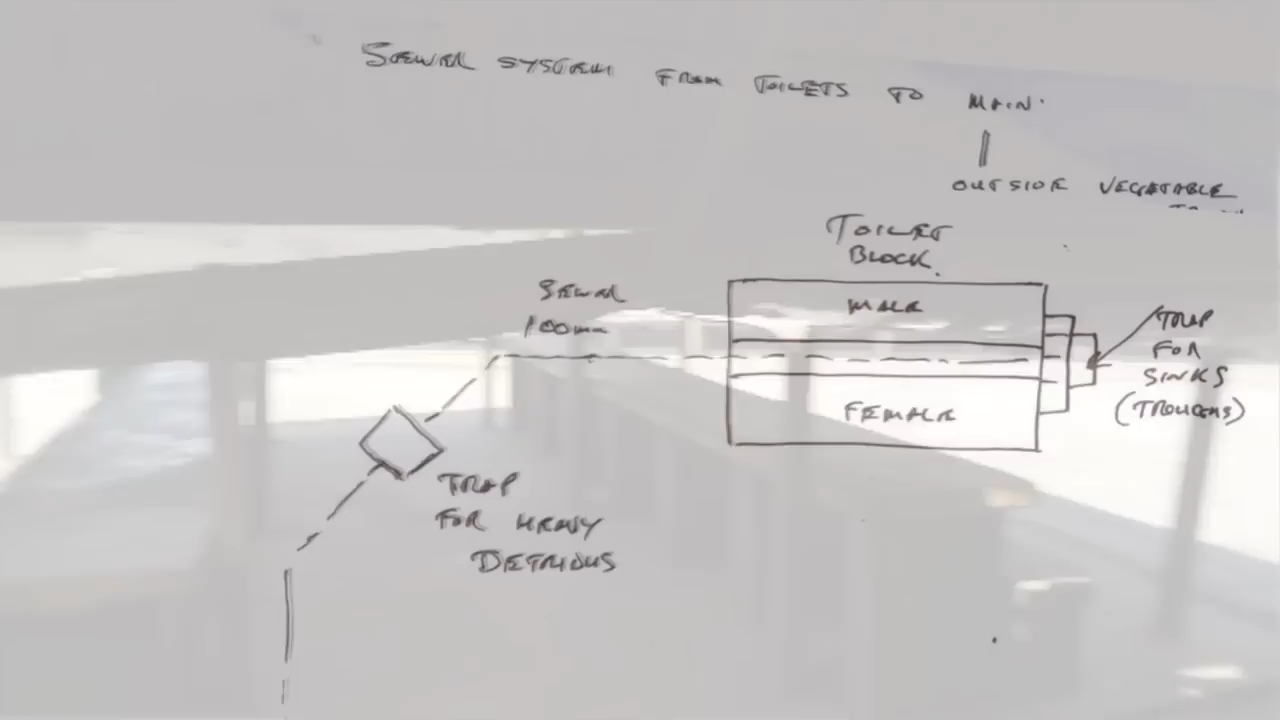 SEWER SYSTEM FROM TOILETS TO MAIN.
OUTSIDE VEGETABLE
TOILET
BLOCK.
SEWER
100mm
MALE
TRAP
FOR
SINKS
(TROUGHS)
FEMALE
TRAP
FOR HEAVY
DETRIOUS